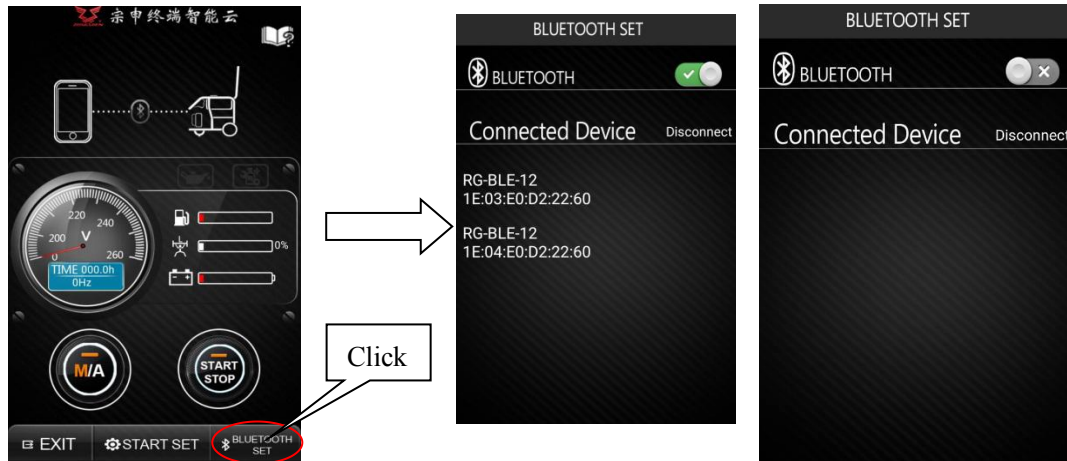 宗申终端智能云
220
240
200
V
0
260
TIME 000.0h
0Hz
0%
M/A
START
STOP
EXIT
START SET
BLUETOOTH
SET
Click
BLUETOOTH SET
BLUETOOTH
Connected Device Disconnect
RG-BLE-12
1E:03:E0:D2:22:60
RG-BLE-12
1E:04:E0:D2:22:60
BLUETOOTH SET
BLUETOOTH
Connected Device Disconnect